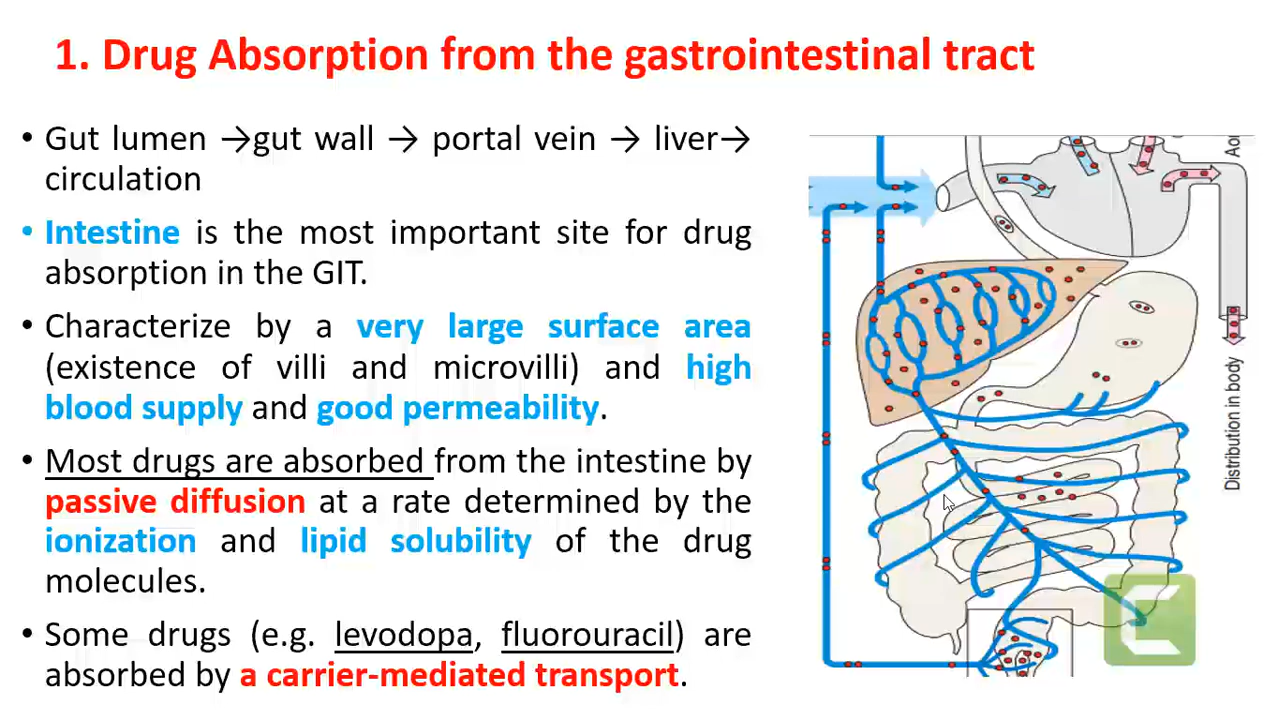 1. Drug Absorption from the gastrointestinal tract
• Gut lumen →gut wall → portal vein → liver→
circulation
• Intestine is the most important site for drug
absorption in the GIT.
• Characterize by a very large surface area
(existence of villi and microvilli) and high
blood supply and good permeability.
• Most drugs are absorbed from the intestine by
passive diffusion at a rate determined by the
ionization and lipid solubility of the drug
molecules.
• Some drugs (e.g. levodopa, fluorouracil) are
absorbed by a carrier-mediated transport.
Distribution in body